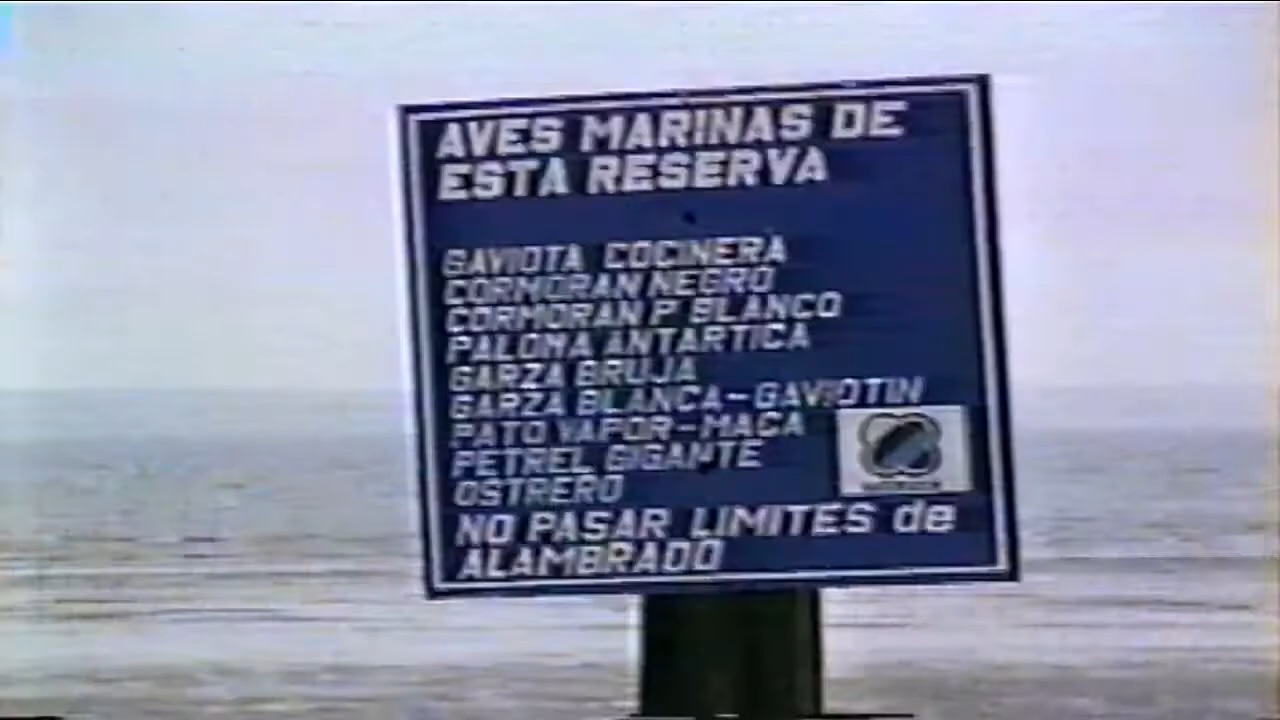 AVES MARINAS DE
ESTA RESERVA
GAVIOTA COCINERA
CORMORAN NEGRO
CORMORAN P BLANCO
PALOMA ANTARTICA
GARZA BRUJA
GARZA BLANCA-GAVIOTIN
PATO VAPOR-MACA
PETREL GIGANTE
OSTRERO
NO PASAR LIMITES de
ALAMBRADO